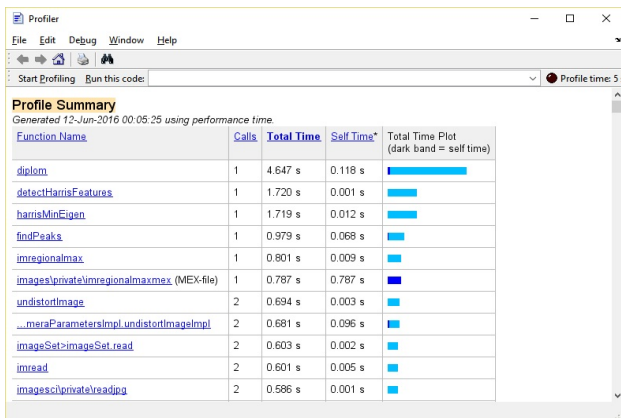 Profiler
File Edit Debug Window Help
Start Profiling Run this code: Profile time: 5
Profile Summary
Generated 12-Jun-2016 00:05:25 using performance time.
Function Name Calls Total Time Self Time* Total Time Plot
(dark band = self time)
diplom 1 4.647 s 0.118 s
detectHarrisFeatures 1 1.720 s 0.001 s
harrisMinEigen 1 1.719 s 0.012 s
findPeaks 1 0.979 s 0.068 s
imregionalmax 1 0.801 s 0.009 s
images\private\imregionalmaxmex (MEX-file) 1 0.787 s 0.787 s
undistortImage 2 0.694 s 0.003 s
...meraParametersImpl.undistortImageImpl 2 0.681 s 0.096 s
imageSet>imageSet.read 2 0.603 s 0.002 s
imread 2 0.601 s 0.005 s
imagesci\private\readjpg 2 0.586 s 0.001 s